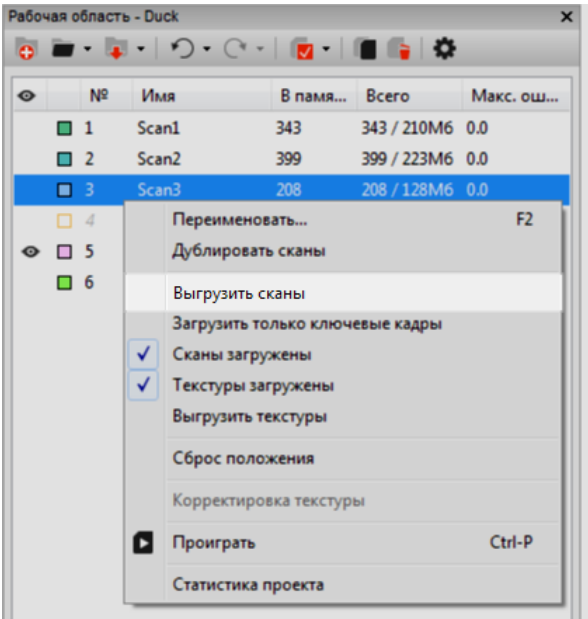 Рабочая область - Duck
№ Имя В памя... Всего Макс. ош...
1 Scan1 343 343 / 210Мб 0.0
2 Scan2 399 399 / 223Мб 0.0
3 Scan3 208 208 / 128Мб 0.0
4
5
6
Переименовать... F2
Дублировать сканы
Выгрузить сканы
Загрузить только ключевые кадры
Сканы загружены
Текстуры загружены
Выгрузить текстуры
Сброс положения
Корректировка текстуры
Проиграть Ctrl-P
Статистика проекта